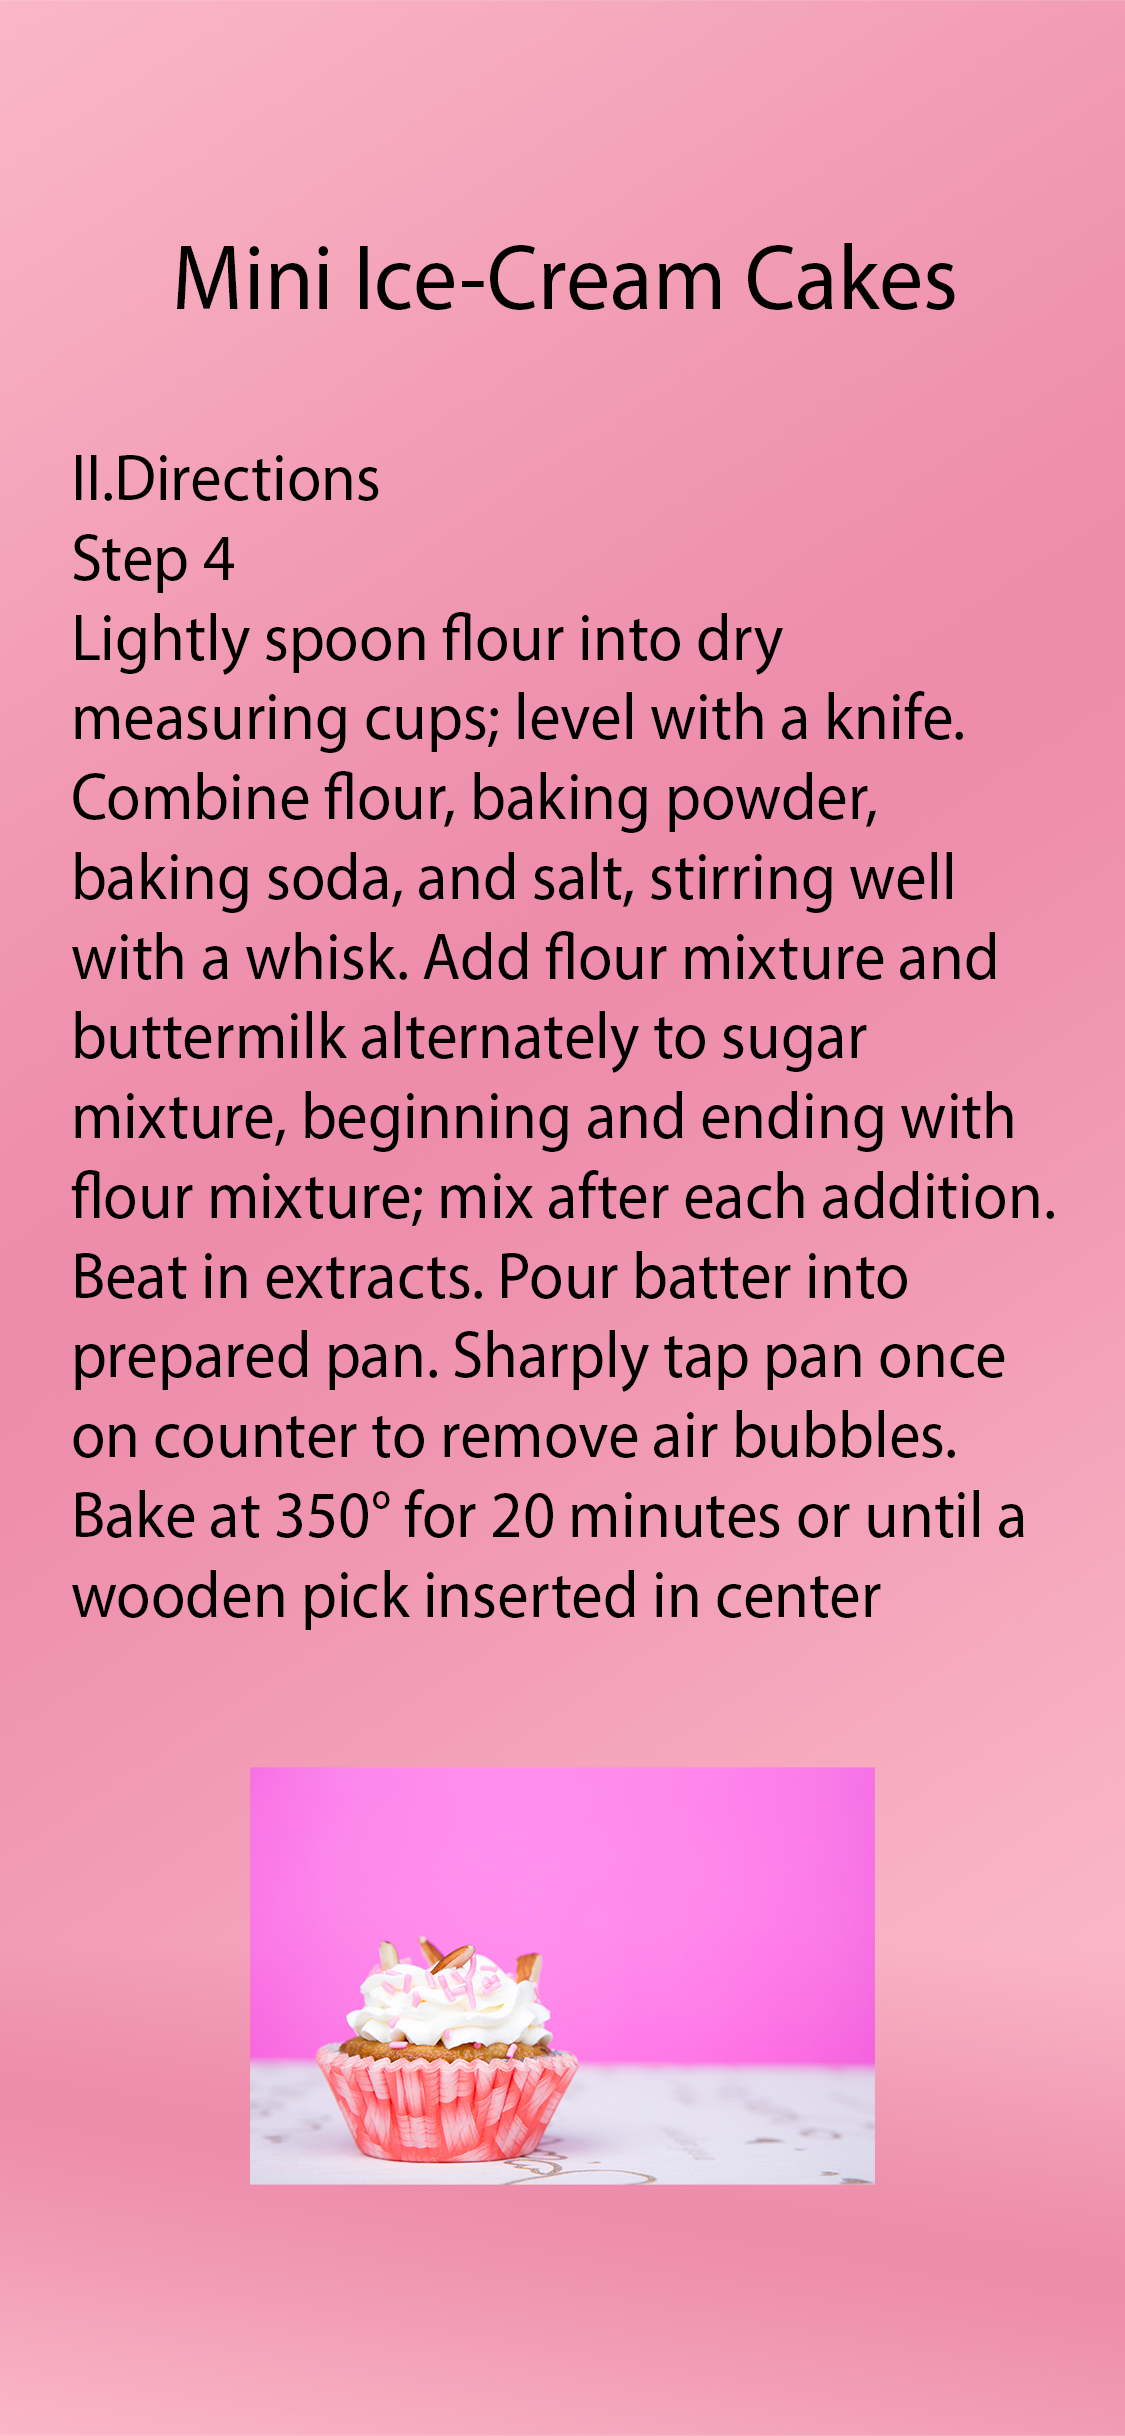 Mini Ice-Cream Cakes
II.Directions
Step 4
Lightly spoon flour into dry
measuring cups; level with a knife.
Combine flour, baking powder,
baking soda, and salt, stirring well
with a whisk. Add flour mixture and
buttermilk alternately to sugar
mixture, beginning and ending with
flour mixture; mix after each addition.
Beat in extracts. Pour batter into
prepared pan. Sharply tap pan once
on counter to remove air bubbles.
Bake at 350° for 20 minutes or until a
wooden pick inserted in center